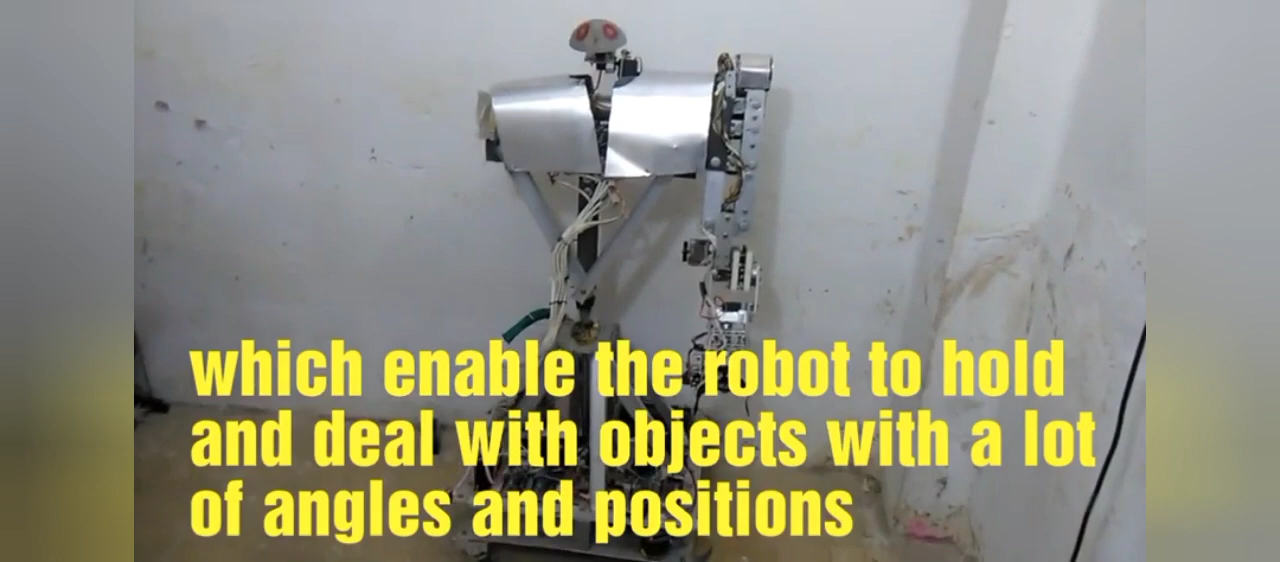 which enable the robot to hold
and deal with objects with a lot
of angles and positions